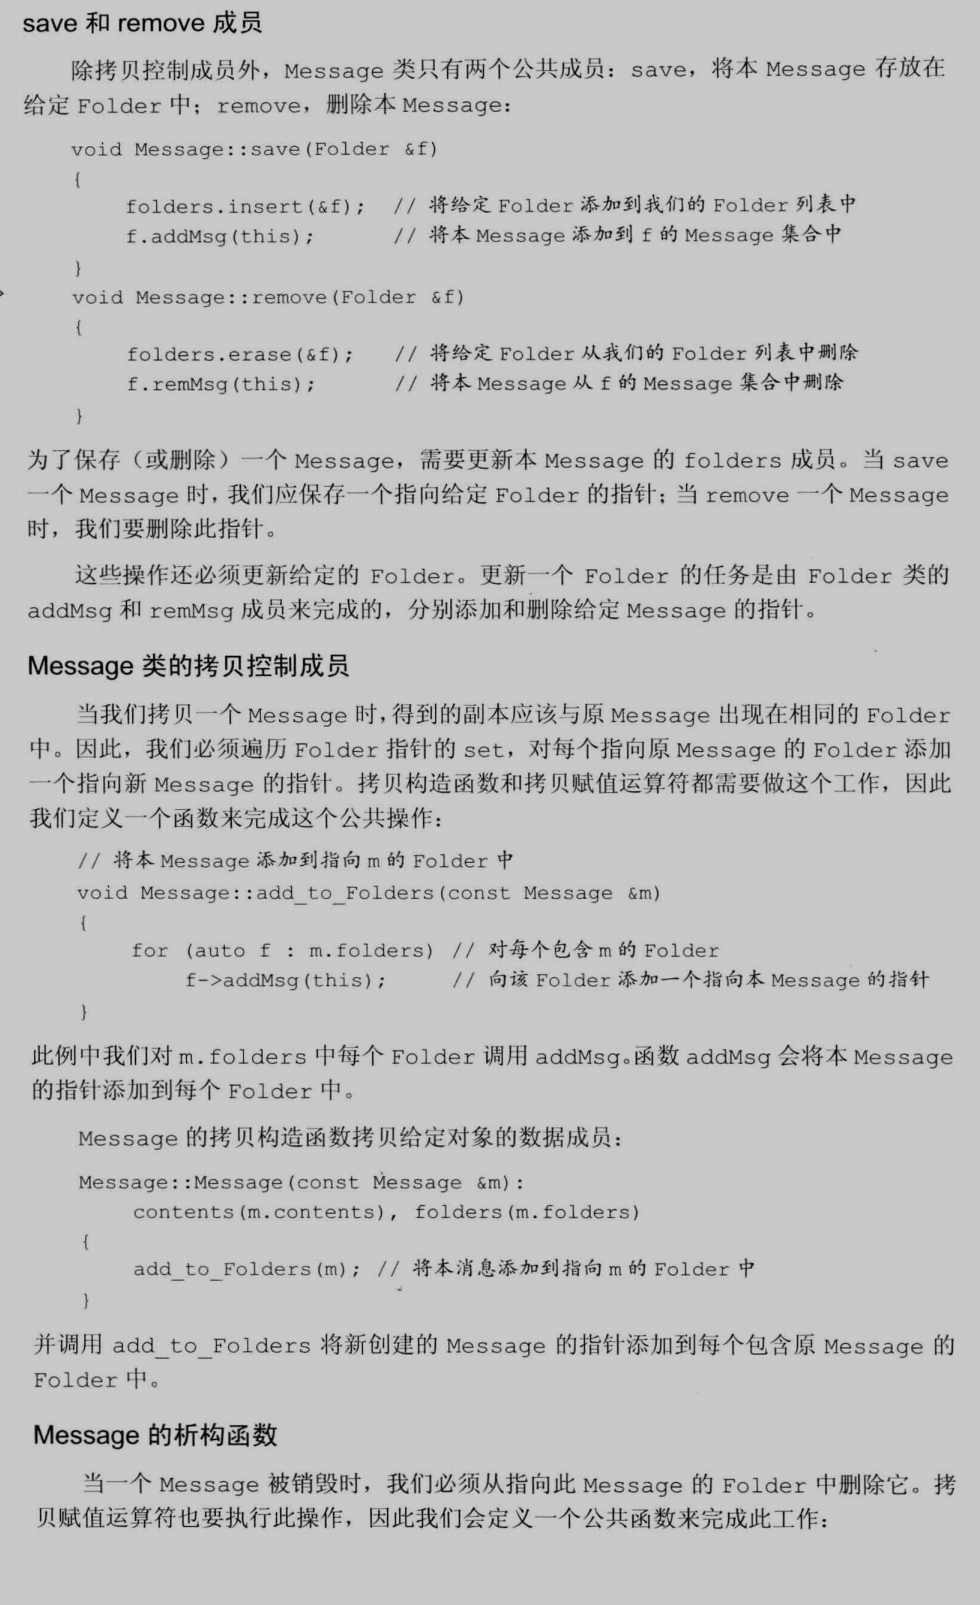 save 和 remove 成员
除拷贝控制成员外，Message 类只有两个公共成员：save，将本 Message 存放在
给定 Folder 中；remove，删除本 Message：
void Message::save(Folder &f)
{
folders.insert(&f); // 将给定 Folder 添加到我们的 Folder 列表中
f.addMsg(this); // 将本 Message 添加到 f 的 Message 集合中
}
void Message::remove(Folder &f)
{
folders.erase(&f); // 将给定 Folder 从我们的 Folder 列表中删除
f.remMsg(this); // 将本 Message 从 f 的 Message 集合中删除
}
为了保存（或删除）一个 Message，需要更新本 Message 的 folders 成员。当 save
一个 Message 时，我们应保存一个指向给定 Folder 的指针；当 remove 一个 Message
时，我们要删除此指针。
这些操作还必须更新给定的 Folder。更新一个 Folder 的任务是由 Folder 类的
addMsg 和 remMsg 成员来完成的，分别添加和删除给定 Message 的指针。
Message 类的拷贝控制成员
当我们拷贝一个 Message 时，得到的副本应该与原 Message 出现在相同的 Folder
中。因此，我们必须遍历 Folder 指针的 set，对每个指向原 Message 的 Folder 添加
一个指向新 Message 的指针。拷贝构造函数和拷贝赋值运算符都需要做这个工作，因此
我们定义一个函数来完成这个公共操作：
// 将本 Message 添加到指向 m 的 Folder 中
void Message::add_to_Folders(const Message &m)
{
for (auto f : m.folders) // 对每个包含 m 的 Folder
f->addMsg(this); // 向该 Folder 添加一个指向本 Message 的指针
}
此例中我们对 m.folders 中每个 Folder 调用 addMsg。函数 addMsg 会将本 Message
的指针添加到每个 Folder 中。
Message 的拷贝构造函数拷贝给定对象的数据成员：
Message::Message(const Message &m):
contents(m.contents), folders(m.folders)
{
add_to_Folders(m); // 将本消息添加到指向 m 的 Folder 中
}
并调用 add_to_Folders 将新创建的 Message 的指针添加到每个包含原 Message 的
Folder 中。
Message 的析构函数
当一个 Message 被销毁时，我们必须从指向此 Message 的 Folder 中删除它。拷
贝赋值运算符也要执行此操作，因此我们会定义一个公共函数来完成此工作：